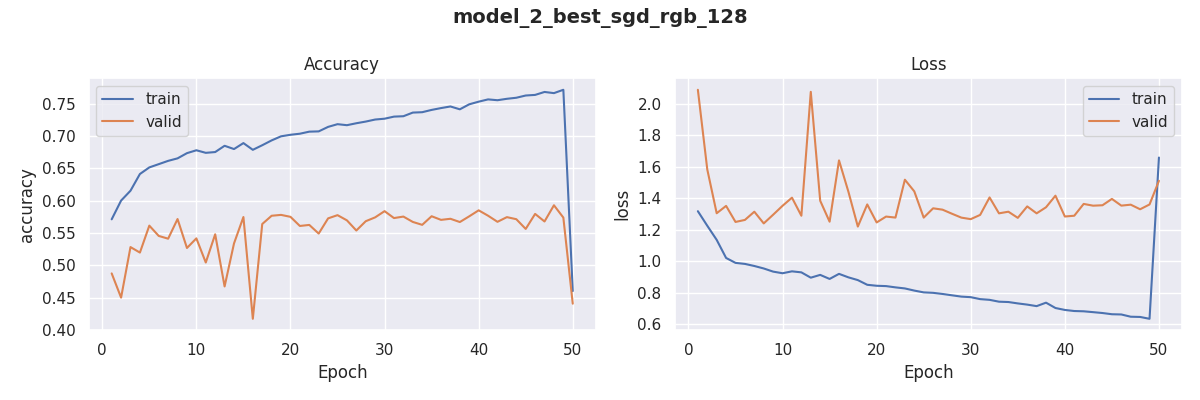 model_2_best_sgd_rgb_128
Accuracy
train
valid
accuracy
0.75
0.70
0.65
0.60
0.55
0.50
0.45
0.40
0 10 20 30 40 50
Epoch
Loss
train
valid
loss
2.0
1.8
1.6
1.4
1.2
1.0
0.8
0.6
0 10 20 30 40 50
Epoch